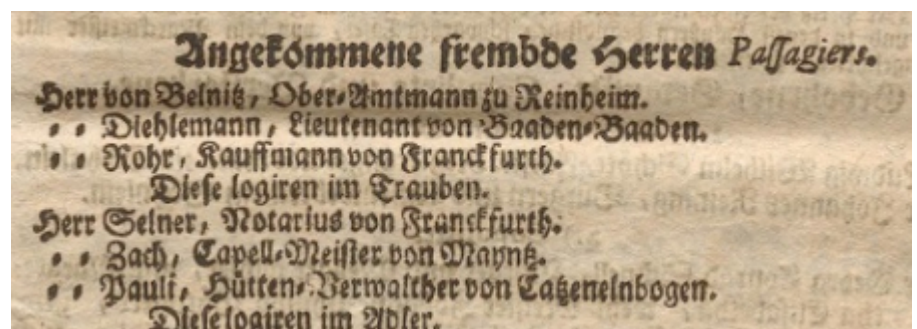 Angekommene frembde Herren Passagiers.
Herr von Belnitz, Ober-Amtmann zu Reinheim.
- - Diehlemann, Lieutenant von Baaden-Baaden.
- - Rohr, Kauffmann von Franckfurth.
Diese logiren im Trauben.
Herr Selner, Notarius von Franckfurth.
- - Zach, Capell-Meister von Mayntz.
- - Pauli, Hütten-Verwalther von Catzenelnbogen.
Diese logiren im Adler.